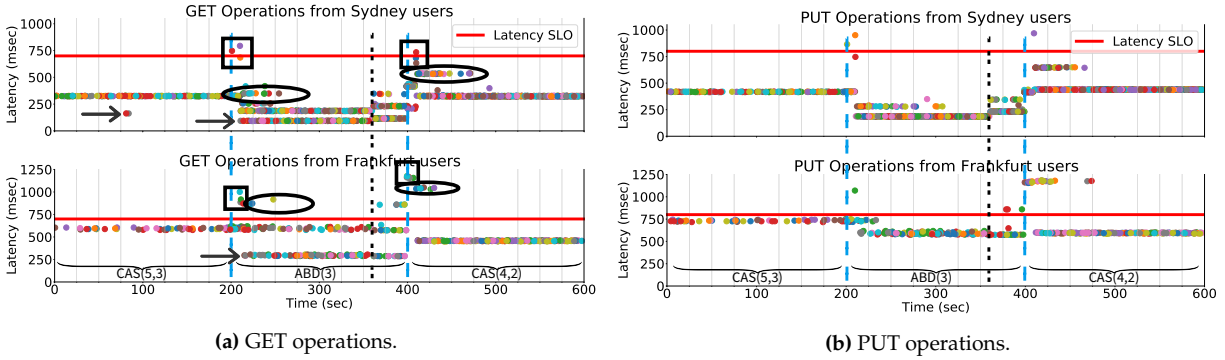 GET Operations from Sydney users
1000
750
500
250
0
Latency (msec)
Latency SLO
GET Operations from Frankfurt users
1250
1000
750
500
250
0
Latency (msec)
CAS(5,3)
ABD(3)
CAS(4,2)
0
100
200
300
400
500
600
Time (sec)
(a) GET operations.
PUT Operations from Sydney users
1000
750
500
250
0
Latency (msec)
Latency SLO
PUT Operations from Frankfurt users
1250
1000
750
500
250
0
Latency (msec)
CAS(5,3)
ABD(3)
CAS(4,2)
0
100
200
300
400
500
600
Time (sec)
(b) PUT operations.